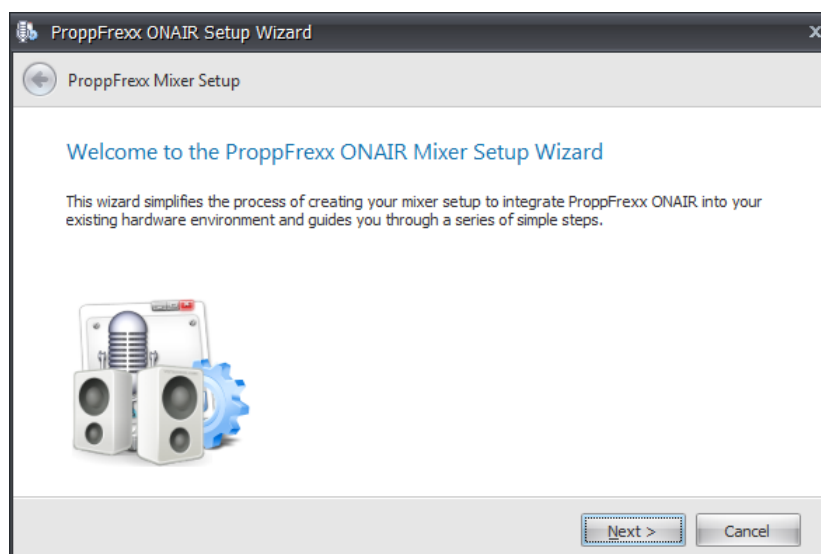 ProppFrexx ONAIR Setup Wizard
x
ProppFrexx Mixer Setup
Welcome to the ProppFrexx ONAIR Mixer Setup Wizard
This wizard simplifies the process of creating your mixer setup to integrate ProppFrexx ONAIR into your
existing hardware environment and guides you through a series of simple steps.
Next >
Cancel